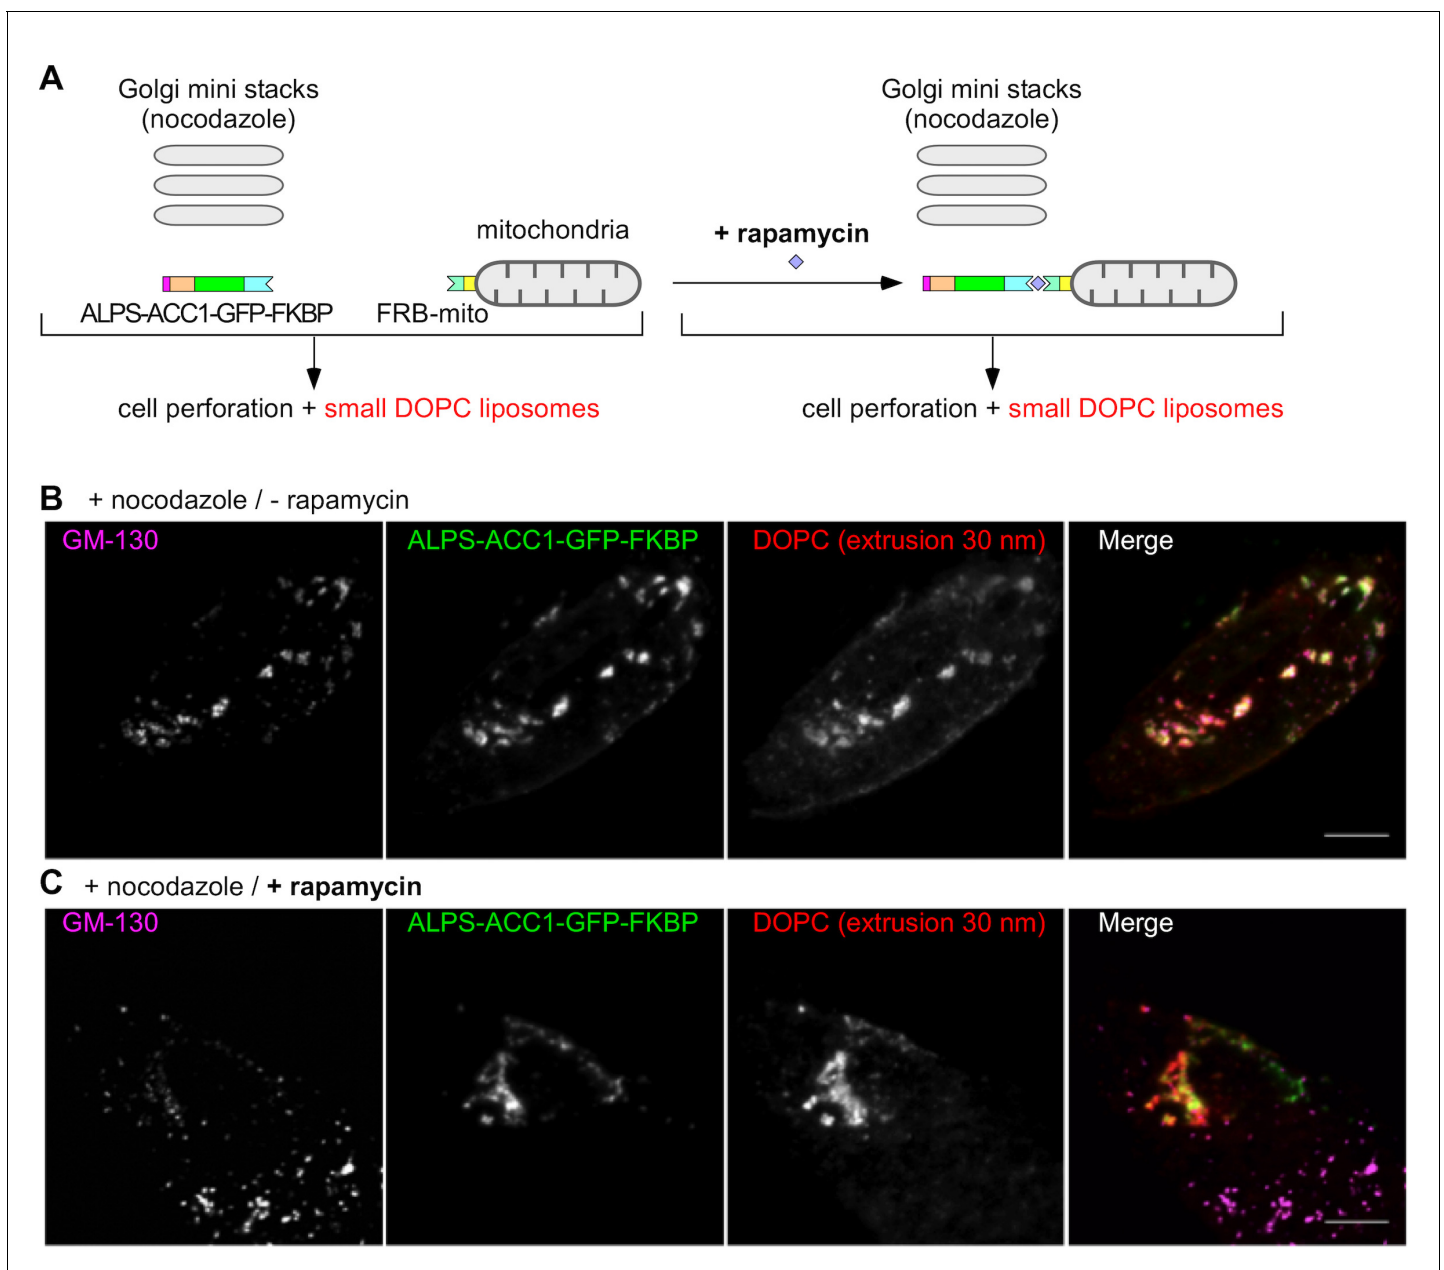 A
Golgi mini stacks
(nocodazole)
Golgi mini stacks
(nocodazole)
mitochondria
+ rapamycin
ALPS-ACC1-GFP-FKBP
FRB-mito
cell perforation + small DOPC liposomes
cell perforation + small DOPC liposomes
B + nocodazole / - rapamycin
GM-130
ALPS-ACC1-GFP-FKBP
DOPC (extrusion 30 nm)
Merge
C + nocodazole / + rapamycin
GM-130
ALPS-ACC1-GFP-FKBP
DOPC (extrusion 30 nm)
Merge